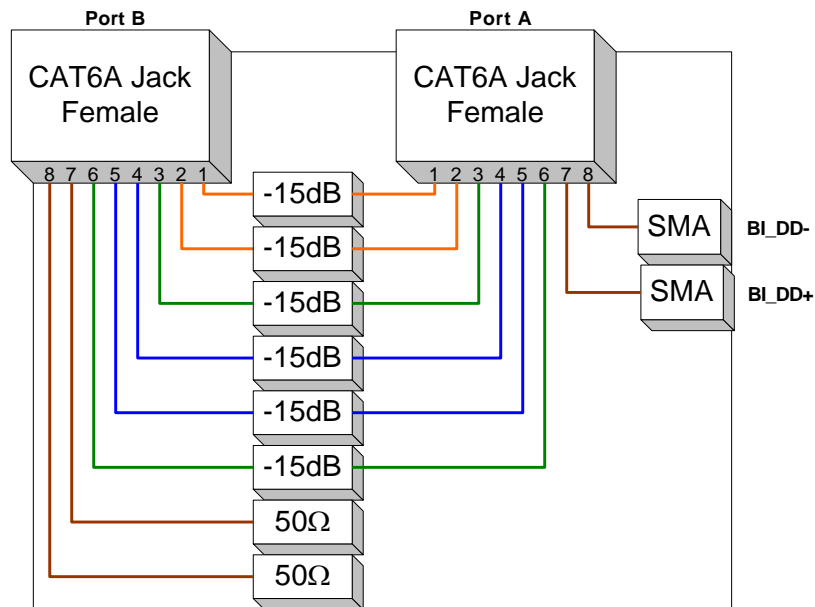 Port B
Port A
CAT6A Jack
Female
CAT6A Jack
Female
8 7 6 5 4 3 2 1
1 2 3 4 5 6 7 8
-15dB
-15dB
-15dB
-15dB
-15dB
-15dB
50Ω
50Ω
SMA
BI_DD-
SMA
BI_DD+